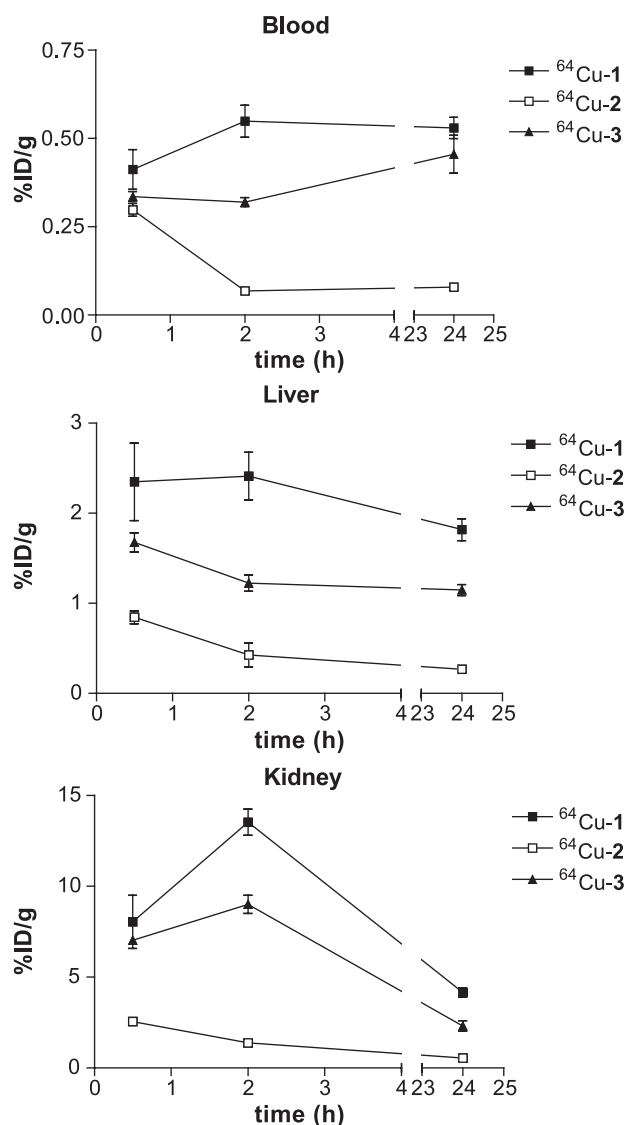 Blood
0.75
0.50
0.25
0.00
%ID/g
0 1 2 3 4 23 24 25
time (h)
⁶⁴Cu-1
⁶⁴Cu-2
⁶⁴Cu-3
Liver
3
2
1
0
%ID/g
0 1 2 3 4 23 24 25
time (h)
⁶⁴Cu-1
⁶⁴Cu-2
⁶⁴Cu-3
Kidney
15
10
5
0
%ID/g
0 1 2 3 4 23 24 25
time (h)
⁶⁴Cu-1
⁶⁴Cu-2
⁶⁴Cu-3